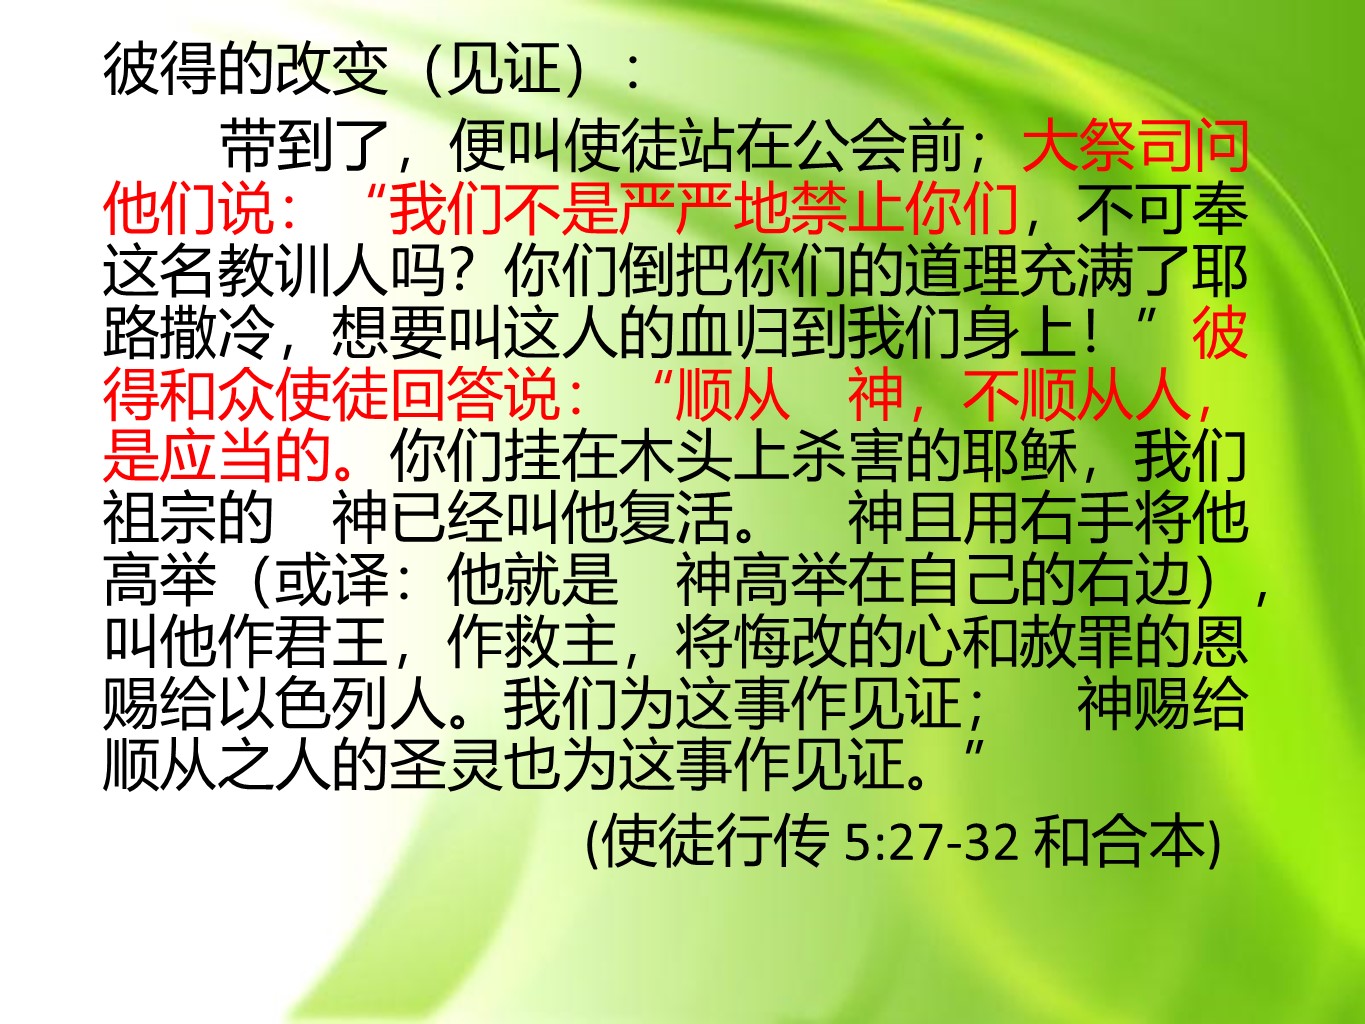 彼得的改变（见证）：
带到了，便叫使徒站在公会前；大祭司问
他们说：“我们不是严严地禁止你们，不可奉
这名教训人吗？你们倒把你们的道理充满了耶
路撒冷，想要叫这人的血归到我们身上！”彼
得和众使徒回答说：“顺从　神，不顺从人，
是应当的。你们挂在木头上杀害的耶稣，我们
祖宗的　神已经叫他复活。　神且用右手将他
高举（或译：他就是　神高举在自己的右边），
叫他作君王，作救主，将悔改的心和赦罪的恩
赐给以色列人。我们为这事作见证；　神赐给
顺从之人的圣灵也为这事作见证。”
(使徒行传 5:27-32 和合本)